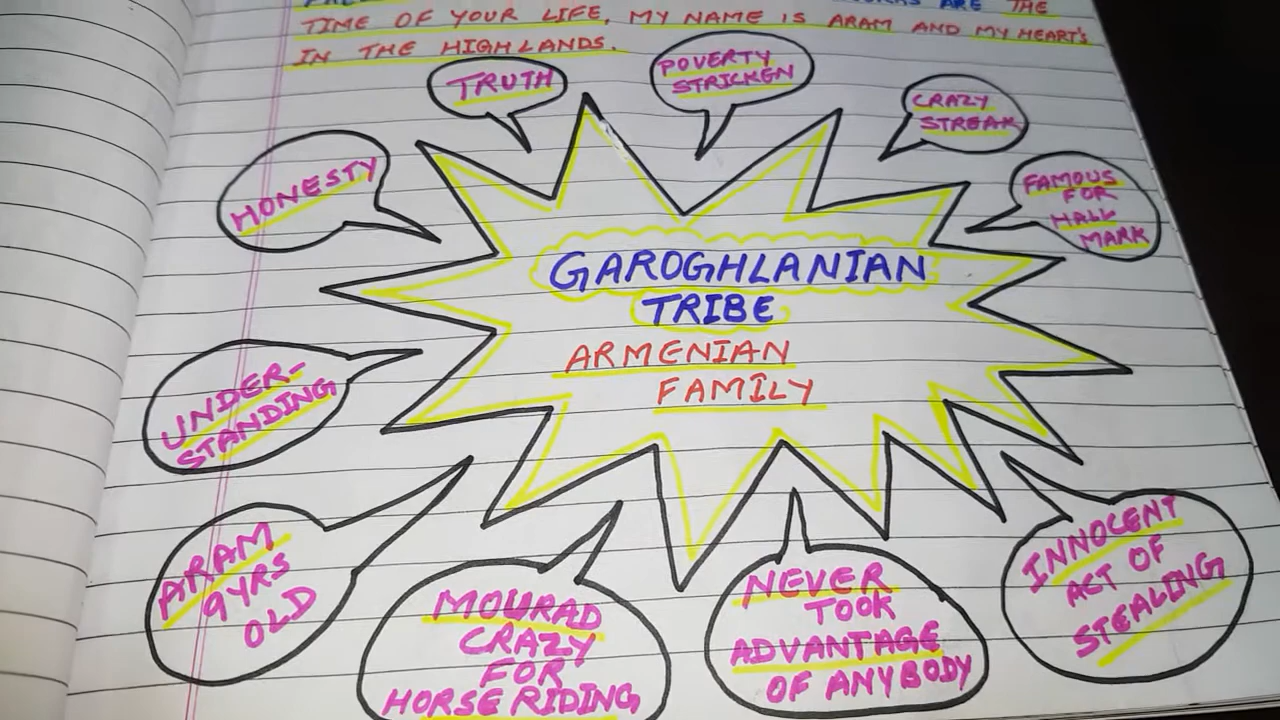 ARE THE
TIME OF YOUR LIFE. MY NAME IS ARAM AND MY HEART'S
IN THE HIGHLANDS.
TRUTH
POVERTY
STRICKEN
CRAZY
STREAK
HONESTY
FAMOUS
FOR
HALL
MARK
GAROGHLANIAN
TRIBE
ARMENIAN
FAMILY
UNDER-
STANDING
ARAM
9YRS
OLD
MOURAD
CRAZY
FOR
HORSE RIDING
NEVER
TOOK
ADVANTAGE
OF ANYBODY
INNOCENT
ACT OF
STEALING